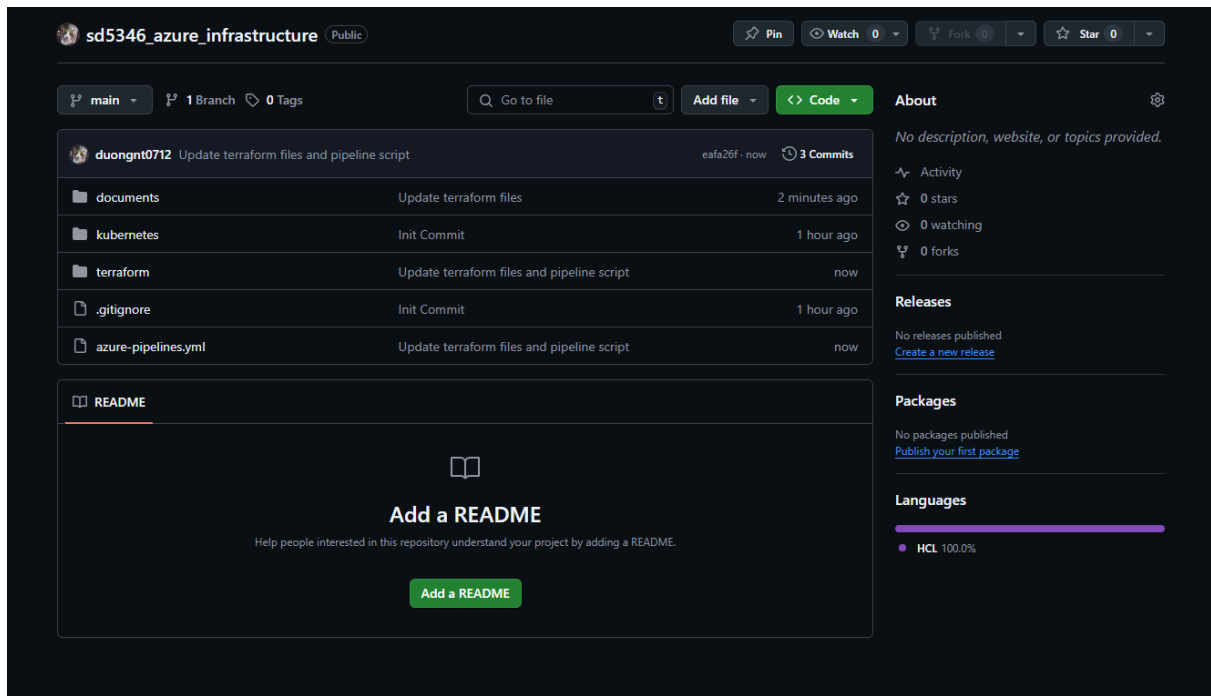 sd5346_azure_infrastructure Public
Pin Watch 0 Fork 0 Star 0
main 1 Branch 0 Tags Go to file t Add file Code
duongnt0712 Update terraform files and pipeline script eafa26f · now 3 Commits
documents Update terraform files 2 minutes ago
kubernetes Init Commit 1 hour ago
terraform Update terraform files and pipeline script now
.gitignore Init Commit 1 hour ago
azure-pipelines.yml Update terraform files and pipeline script now
README
Add a README
Help people interested in this repository understand your project by adding a README.
Add a README
About
No description, website, or topics provided.
Activity
0 stars
0 watching
0 forks
Releases
No releases published
Create a new release
Packages
No packages published
Publish your first package
Languages
HCL 100.0%